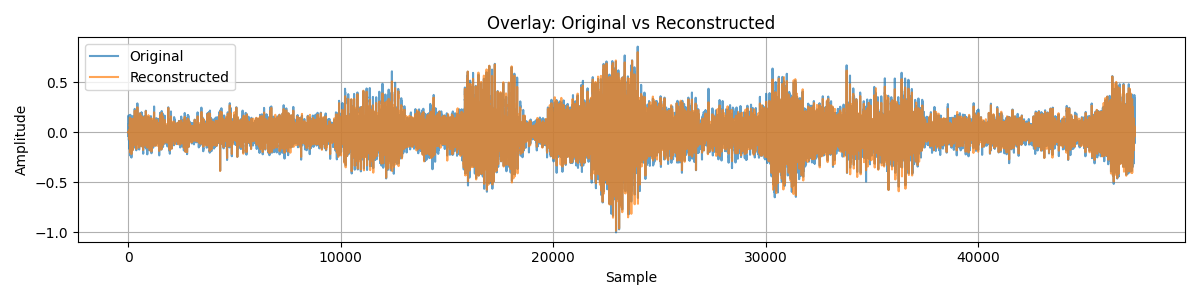 Overlay: Original vs Reconstructed
Original
Reconstructed
Amplitude
0.5
0.0
−0.5
−1.0
0 10000 20000 30000 40000
Sample